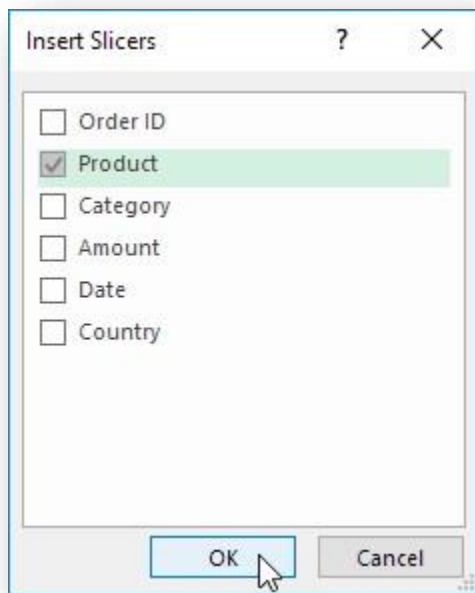 Insert Slicers ?
Order ID
Product
Category
Amount
Date
Country
OK Cancel